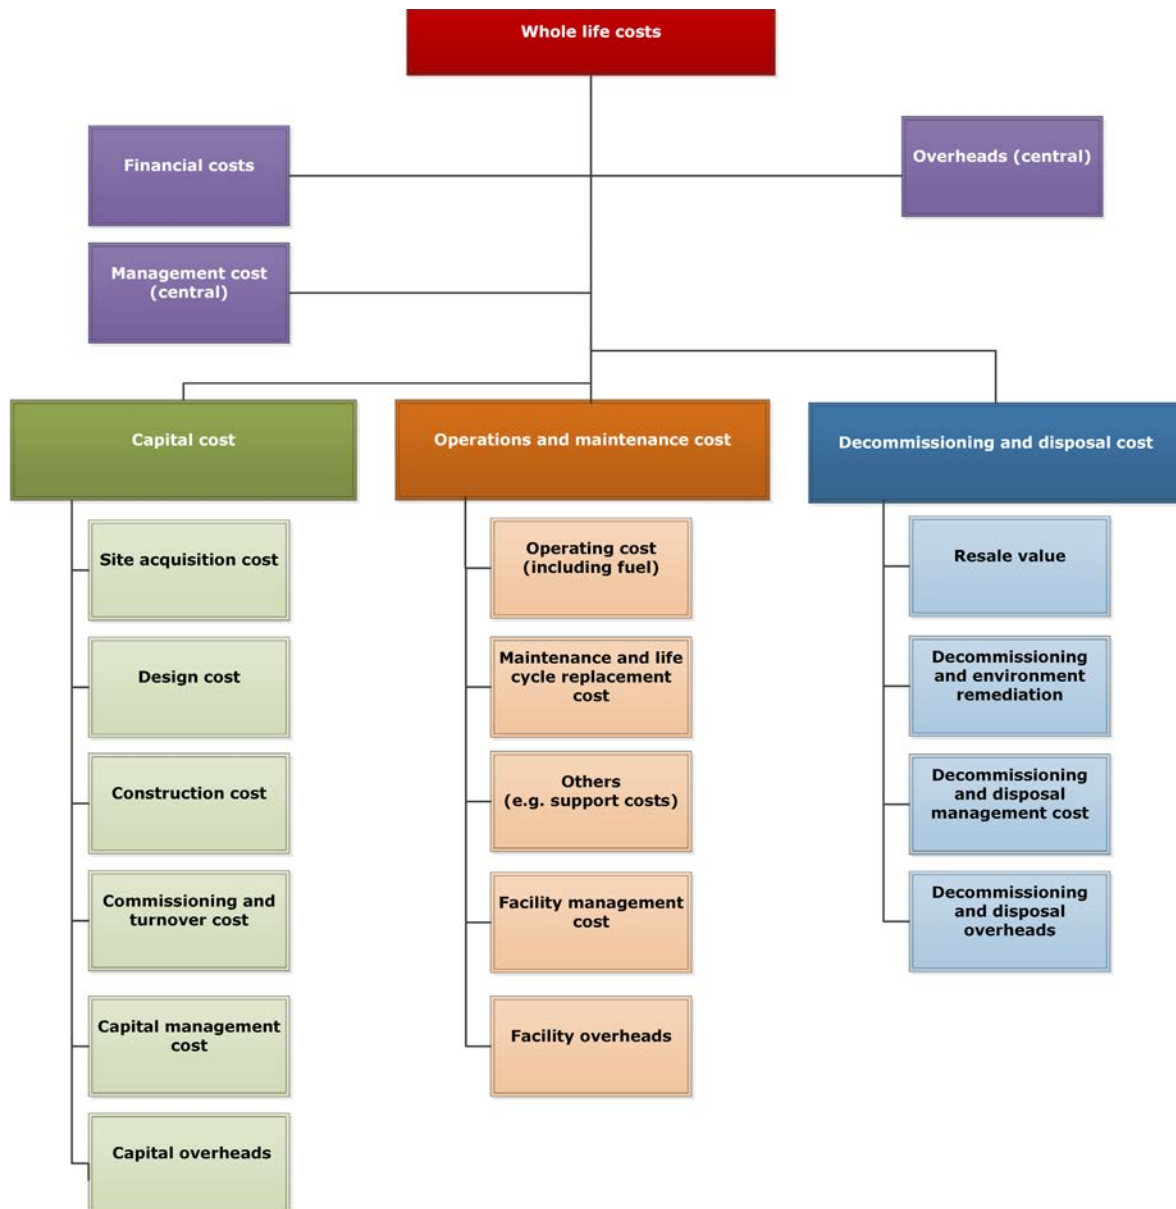 Whole life costs
Financial costs
Overheads (central)
Management cost
(central)
Capital cost
Operations and maintenance cost
Decommissioning and disposal cost
Site acquisition cost
Design cost
Construction cost
Commissioning and
turnover cost
Capital management
cost
Capital overheads
Operating cost
(including fuel)
Maintenance and life
cycle replacement
cost
Others
(e.g. support costs)
Facility management
cost
Facility overheads
Resale value
Decommissioning
and environment
remediation
Decommissioning
and disposal
management cost
Decommissioning
and disposal
overheads